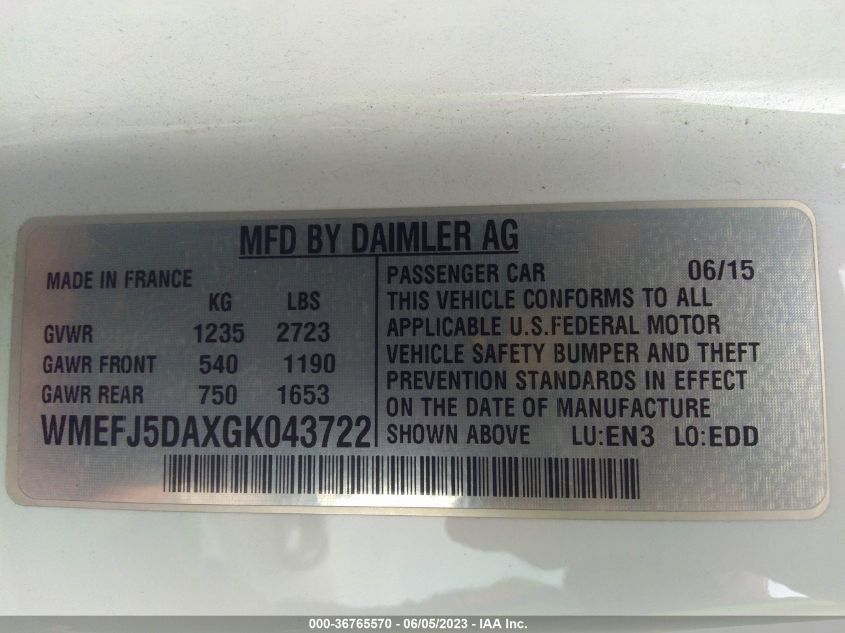 MFD BY DAIMLER AG
MADE IN FRANCE
KG LBS
GVWR 1235 2723
GAWR FRONT 540 1190
GAWR REAR 750 1653
WMEFJ5DAXGK043722
PASSENGER CAR 06/15
THIS VEHICLE CONFORMS TO ALL
APPLICABLE U.S.FEDERAL MOTOR
VEHICLE SAFETY BUMPER AND THEFT
PREVENTION STANDARDS IN EFFECT
ON THE DATE OF MANUFACTURE
SHOWN ABOVE LU:EN3 LO:EDD
000-36765570 - 06/05/2023 - IAA Inc.